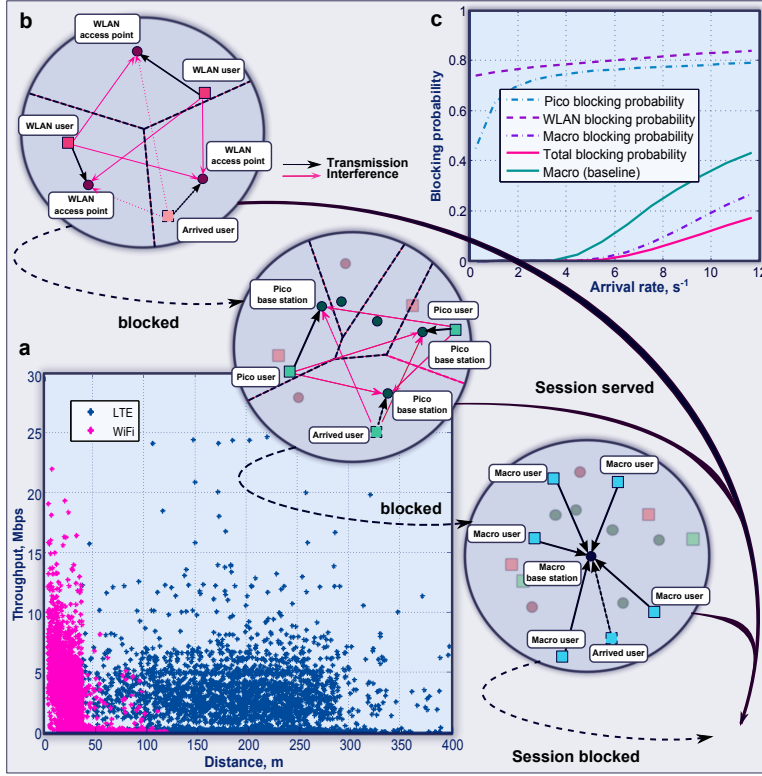 b
WLAN
access point
WLAN user
WLAN user
WLAN
access point
WLAN
access point
Arrived user
Transmission
Interference
c
Blocking probability
1
0.8
0.6
0.4
0.2
0
0
2
4
6
8
10
Arrival rate, s⁻¹
Pico blocking probability
WLAN blocking probability
Macro blocking probability
Total blocking probability
Macro (baseline)
blocked
Pico
base station
Pico user
Pico
base station
Pico user
Pico
base station
Arrived user
Session served
blocked
a
Throughput, Mbps
30
25
20
15
10
5
0
0
50
100
150
200
250
300
350
400
Distance, m
LTE
WiFi
Macro user
Macro user
Macro user
Macro
base station
Macro user
Macro user
Arrived user
Session blocked